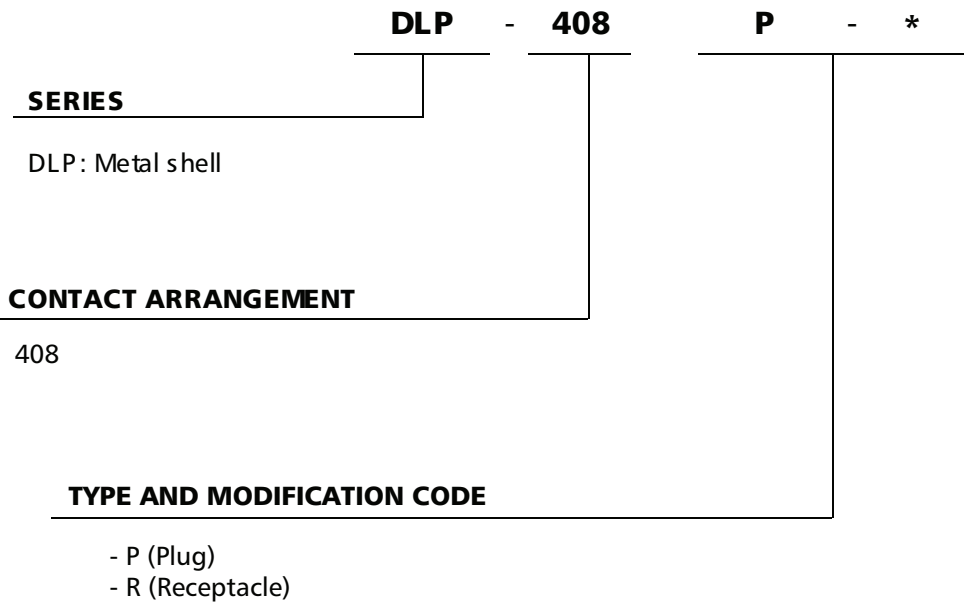 DLP - 408 P - *
SERIES
DLP: Metal shell
CONTACT ARRANGEMENT
408
TYPE AND MODIFICATION CODE
- P (Plug)
- R (Receptacle)